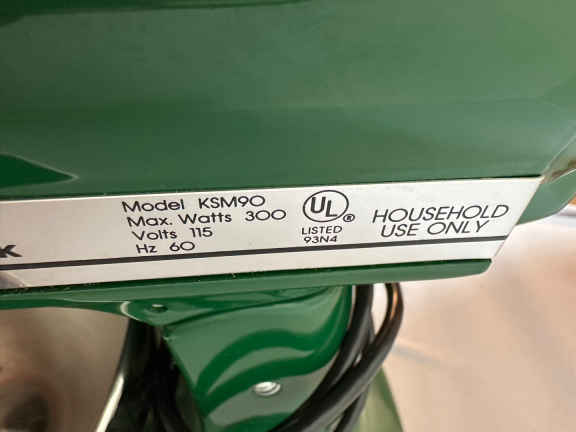 Model KSM90
Max. Watts 300
Volts 115
Hz 60
UL®
LISTED
93N4
HOUSEHOLD
USE ONLY
K